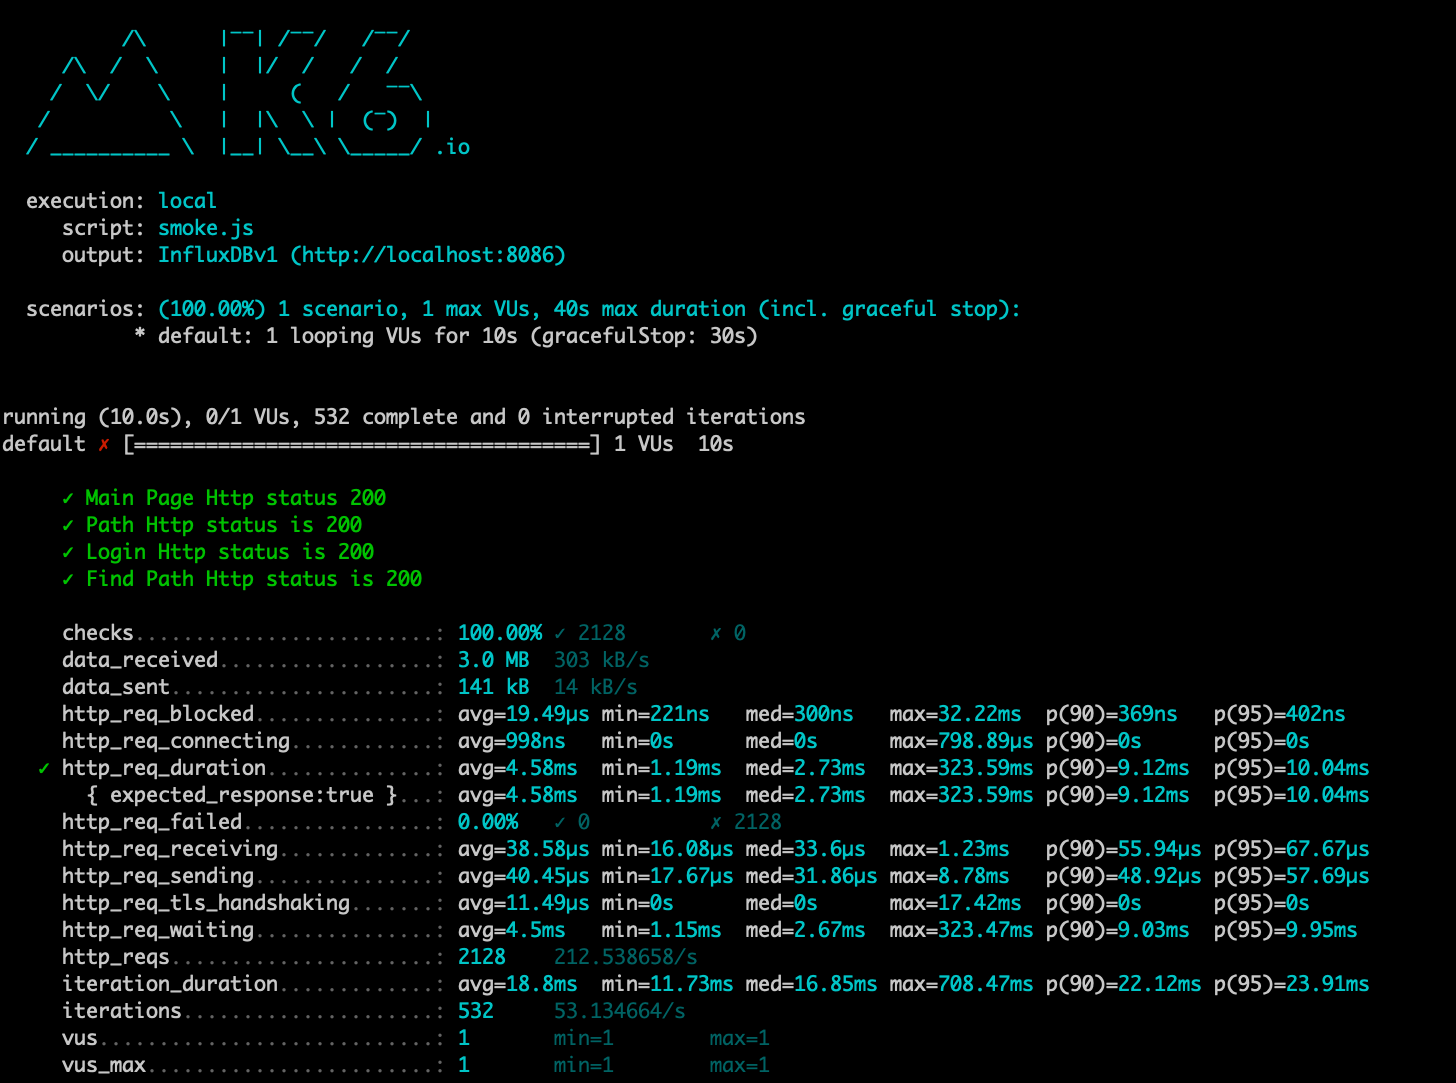 /\      |‾‾| /‾‾/   /‾‾/
/\  /  \     |  |/  /   /  /
/  \/    \    |     (   /   ‾‾\
/          \   |  |\  \ |  (‾)  |
/ __________ \  |__| \__\ \_____/ .io
execution: local
script: smoke.js
output: InfluxDBv1 (http://localhost:8086)
scenarios: (100.00%) 1 scenario, 1 max VUs, 40s max duration (incl. graceful stop):
* default: 1 looping VUs for 10s (gracefulStop: 30s)
running (10.0s), 0/1 VUs, 532 complete and 0 interrupted iterations
default ✗ [======================================] 1 VUs  10s
✓ Main Page Http status 200
✓ Path Http status is 200
✓ Login Http status is 200
✓ Find Path Http status is 200
checks.........................: 100.00% ✓ 2128       ✗ 0
data_received..................: 3.0 MB  303 kB/s
data_sent......................: 141 kB  14 kB/s
http_req_blocked...............: avg=19.49µs min=221ns   med=300ns   max=32.22ms  p(90)=369ns   p(95)=402ns
http_req_connecting............: avg=998ns   min=0s      med=0s      max=798.89µs p(90)=0s      p(95)=0s
✓ http_req_duration..............: avg=4.58ms  min=1.19ms  med=2.73ms  max=323.59ms p(90)=9.12ms  p(95)=10.04ms
{ expected_response:true }...: avg=4.58ms  min=1.19ms  med=2.73ms  max=323.59ms p(90)=9.12ms  p(95)=10.04ms
http_req_failed................: 0.00%   ✓ 0          ✗ 2128
http_req_receiving.............: avg=38.58µs min=16.08µs med=33.6µs  max=1.23ms   p(90)=55.94µs p(95)=67.67µs
http_req_sending...............: avg=40.45µs min=17.67µs med=31.86µs max=8.78ms   p(90)=48.92µs p(95)=57.69µs
http_req_tls_handshaking.......: avg=11.49µs min=0s      med=0s      max=17.42ms  p(90)=0s      p(95)=0s
http_req_waiting...............: avg=4.5ms   min=1.15ms  med=2.67ms  max=323.47ms p(90)=9.03ms  p(95)=9.95ms
http_reqs......................: 2128    212.538658/s
iteration_duration.............: avg=18.8ms  min=11.73ms med=16.85ms max=708.47ms p(90)=22.12ms p(95)=23.91ms
iterations.....................: 532     53.134664/s
vus............................: 1       min=1        max=1
vus_max........................: 1       min=1        max=1